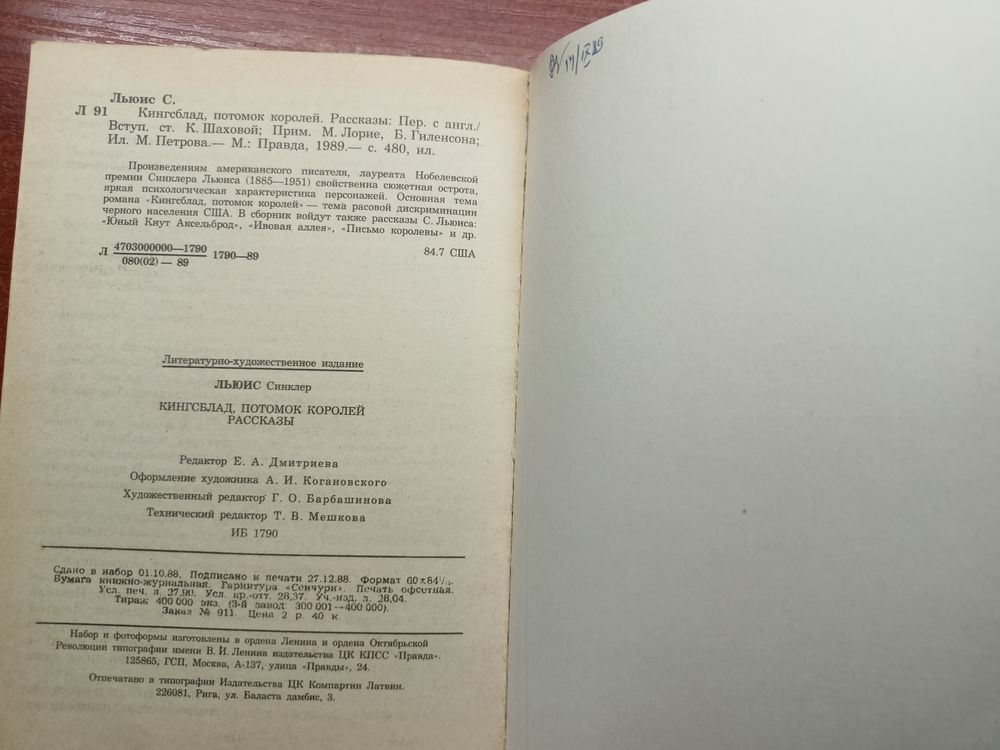 Льюис С.
Л 91 Кингсблад, потомок королей. Рассказы: Пер. с англ./
Вступ. ст. К. Шаховой; Прим. М. Лорие, Б. Гиленсона;
Ил. М. Петрова.— М.: Правда, 1989.— с. 480, ил.
Произведениям американского писателя, лауреата Нобелевской
премии Синклера Льюиса (1885—1951) свойственна сюжетная острота,
яркая психологическая характеристика персонажей. Основная тема
романа «Кингсблад, потомок королей» — тема расовой дискриминации
черного населения США. В сборник войдут также рассказы С. Льюиса:
«Юный Кнут Аксельброд», «Ивовая аллея», «Письмо королевы» и др.
Л 4703000000—1790 1790—89 84.7 США
080(02) — 89
Литературно-художественное издание
ЛЬЮИС Синклер
КИНГСБЛАД, ПОТОМОК КОРОЛЕЙ
РАССКАЗЫ
Редактор Е. А. Дмитриева
Оформление художника А. И. Когановского
Художественный редактор Г. О. Барбашинова
Технический редактор Т. В. Мешкова
ИБ 1790
Сдано в набор 01.10.88. Подписано к печати 27.12.88. Формат 60×84
Бумага книжно-журнальная. Гарнитура «Сенчури». Печать офсетная.
Усл. печ. л. 27,90. Усл. кр.-отт. 28,37. Уч.-изд. л. 28,04.
Тираж 400 000 экз. (3-й завод: 300 001—400 000).
Заказ № 911. Цена 2 р. 40 к.
Набор и фотоформы изготовлены в ордена Ленина и ордена Октябрьской
Революции типографии имени В. И. Ленина издательства ЦК КПСС «Правда».
125865, ГСП, Москва, А-137, улица «Правды», 24.
Отпечатано в типографии Издательства ЦК Компартии Латвии.
226081, Рига, ул. Баласта дамбис, 3.